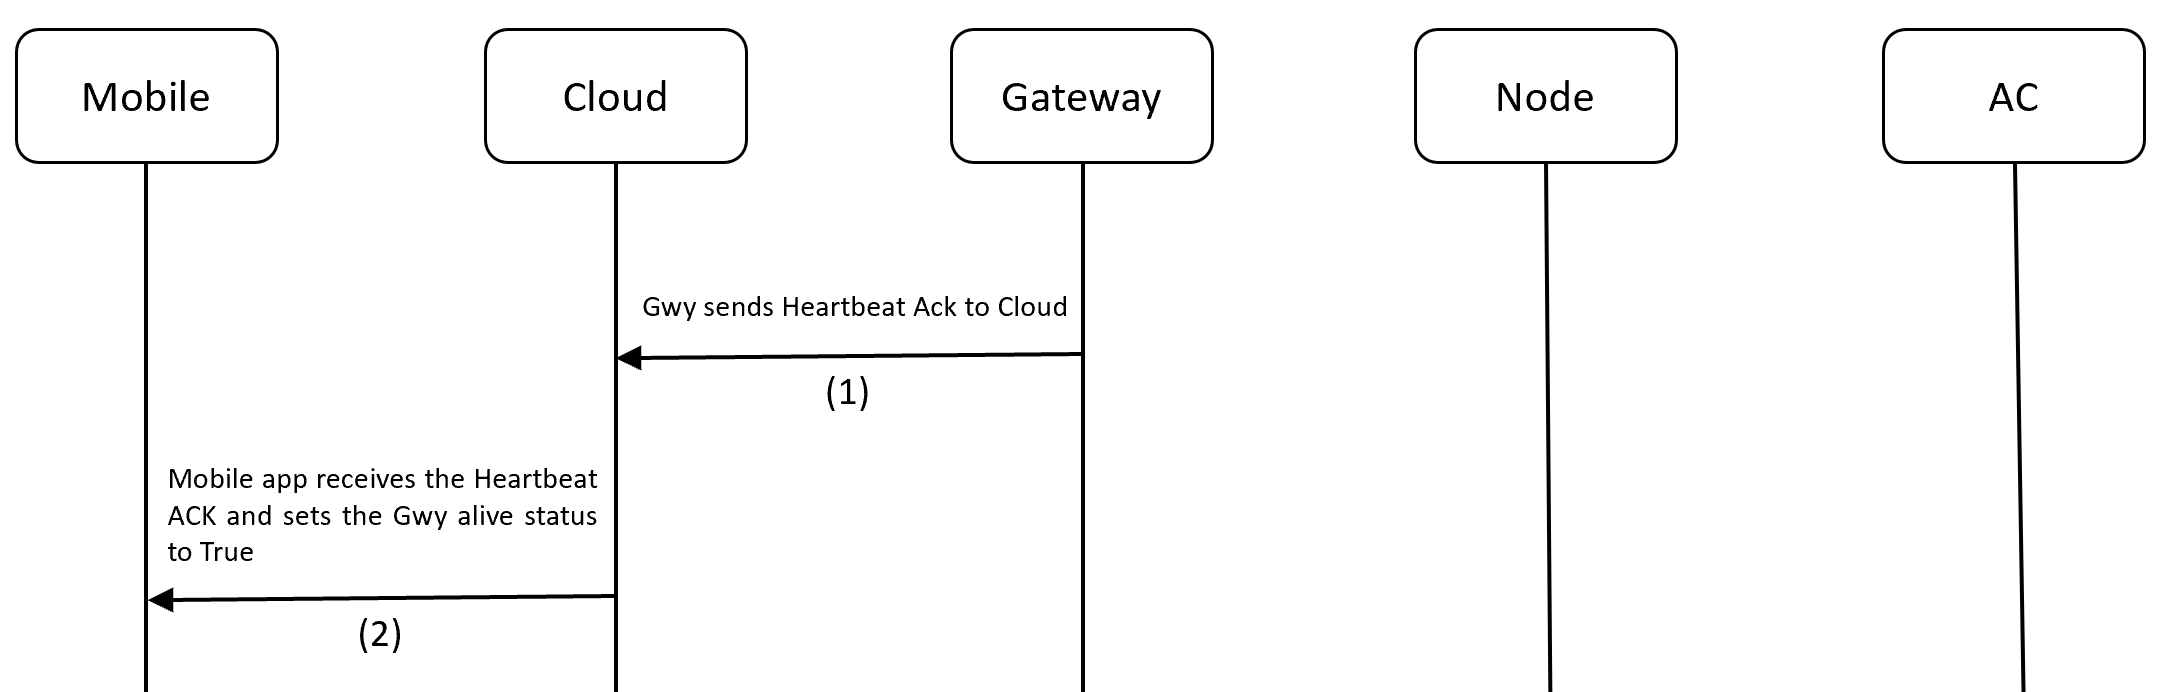 Mobile
Cloud
Gateway
Node
AC
Gwy sends Heartbeat Ack to Cloud
(1)
Mobile app receives the Heartbeat
ACK and sets the Gwy alive status
to True
(2)